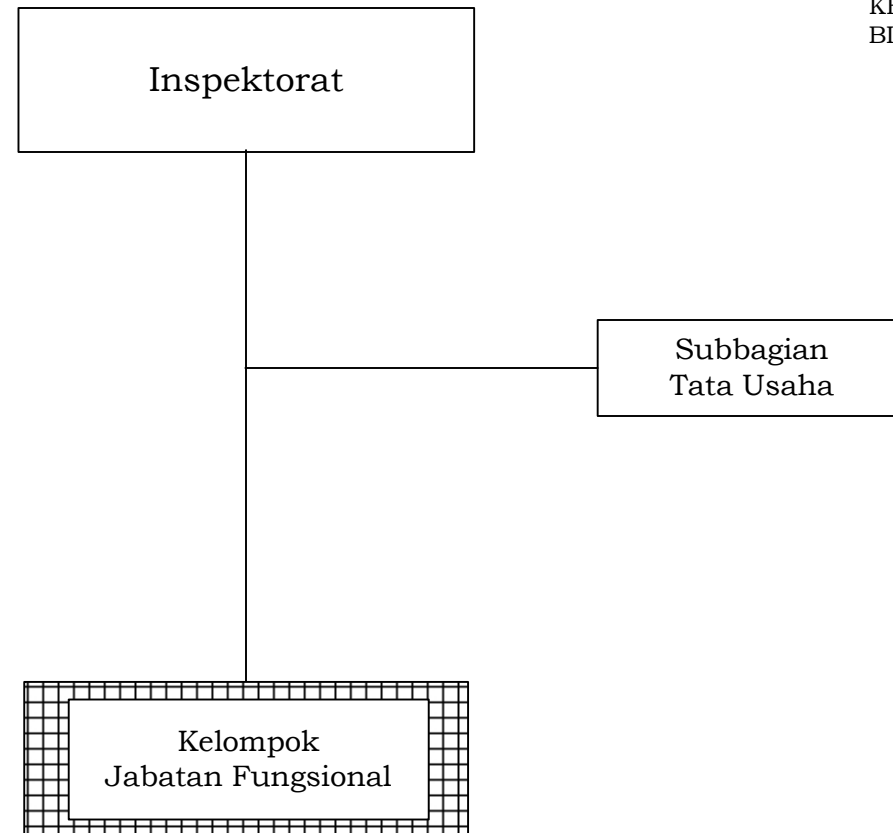 Inspektorat
Subbagian
Tata Usaha
Kelompok
Jabatan Fungsional